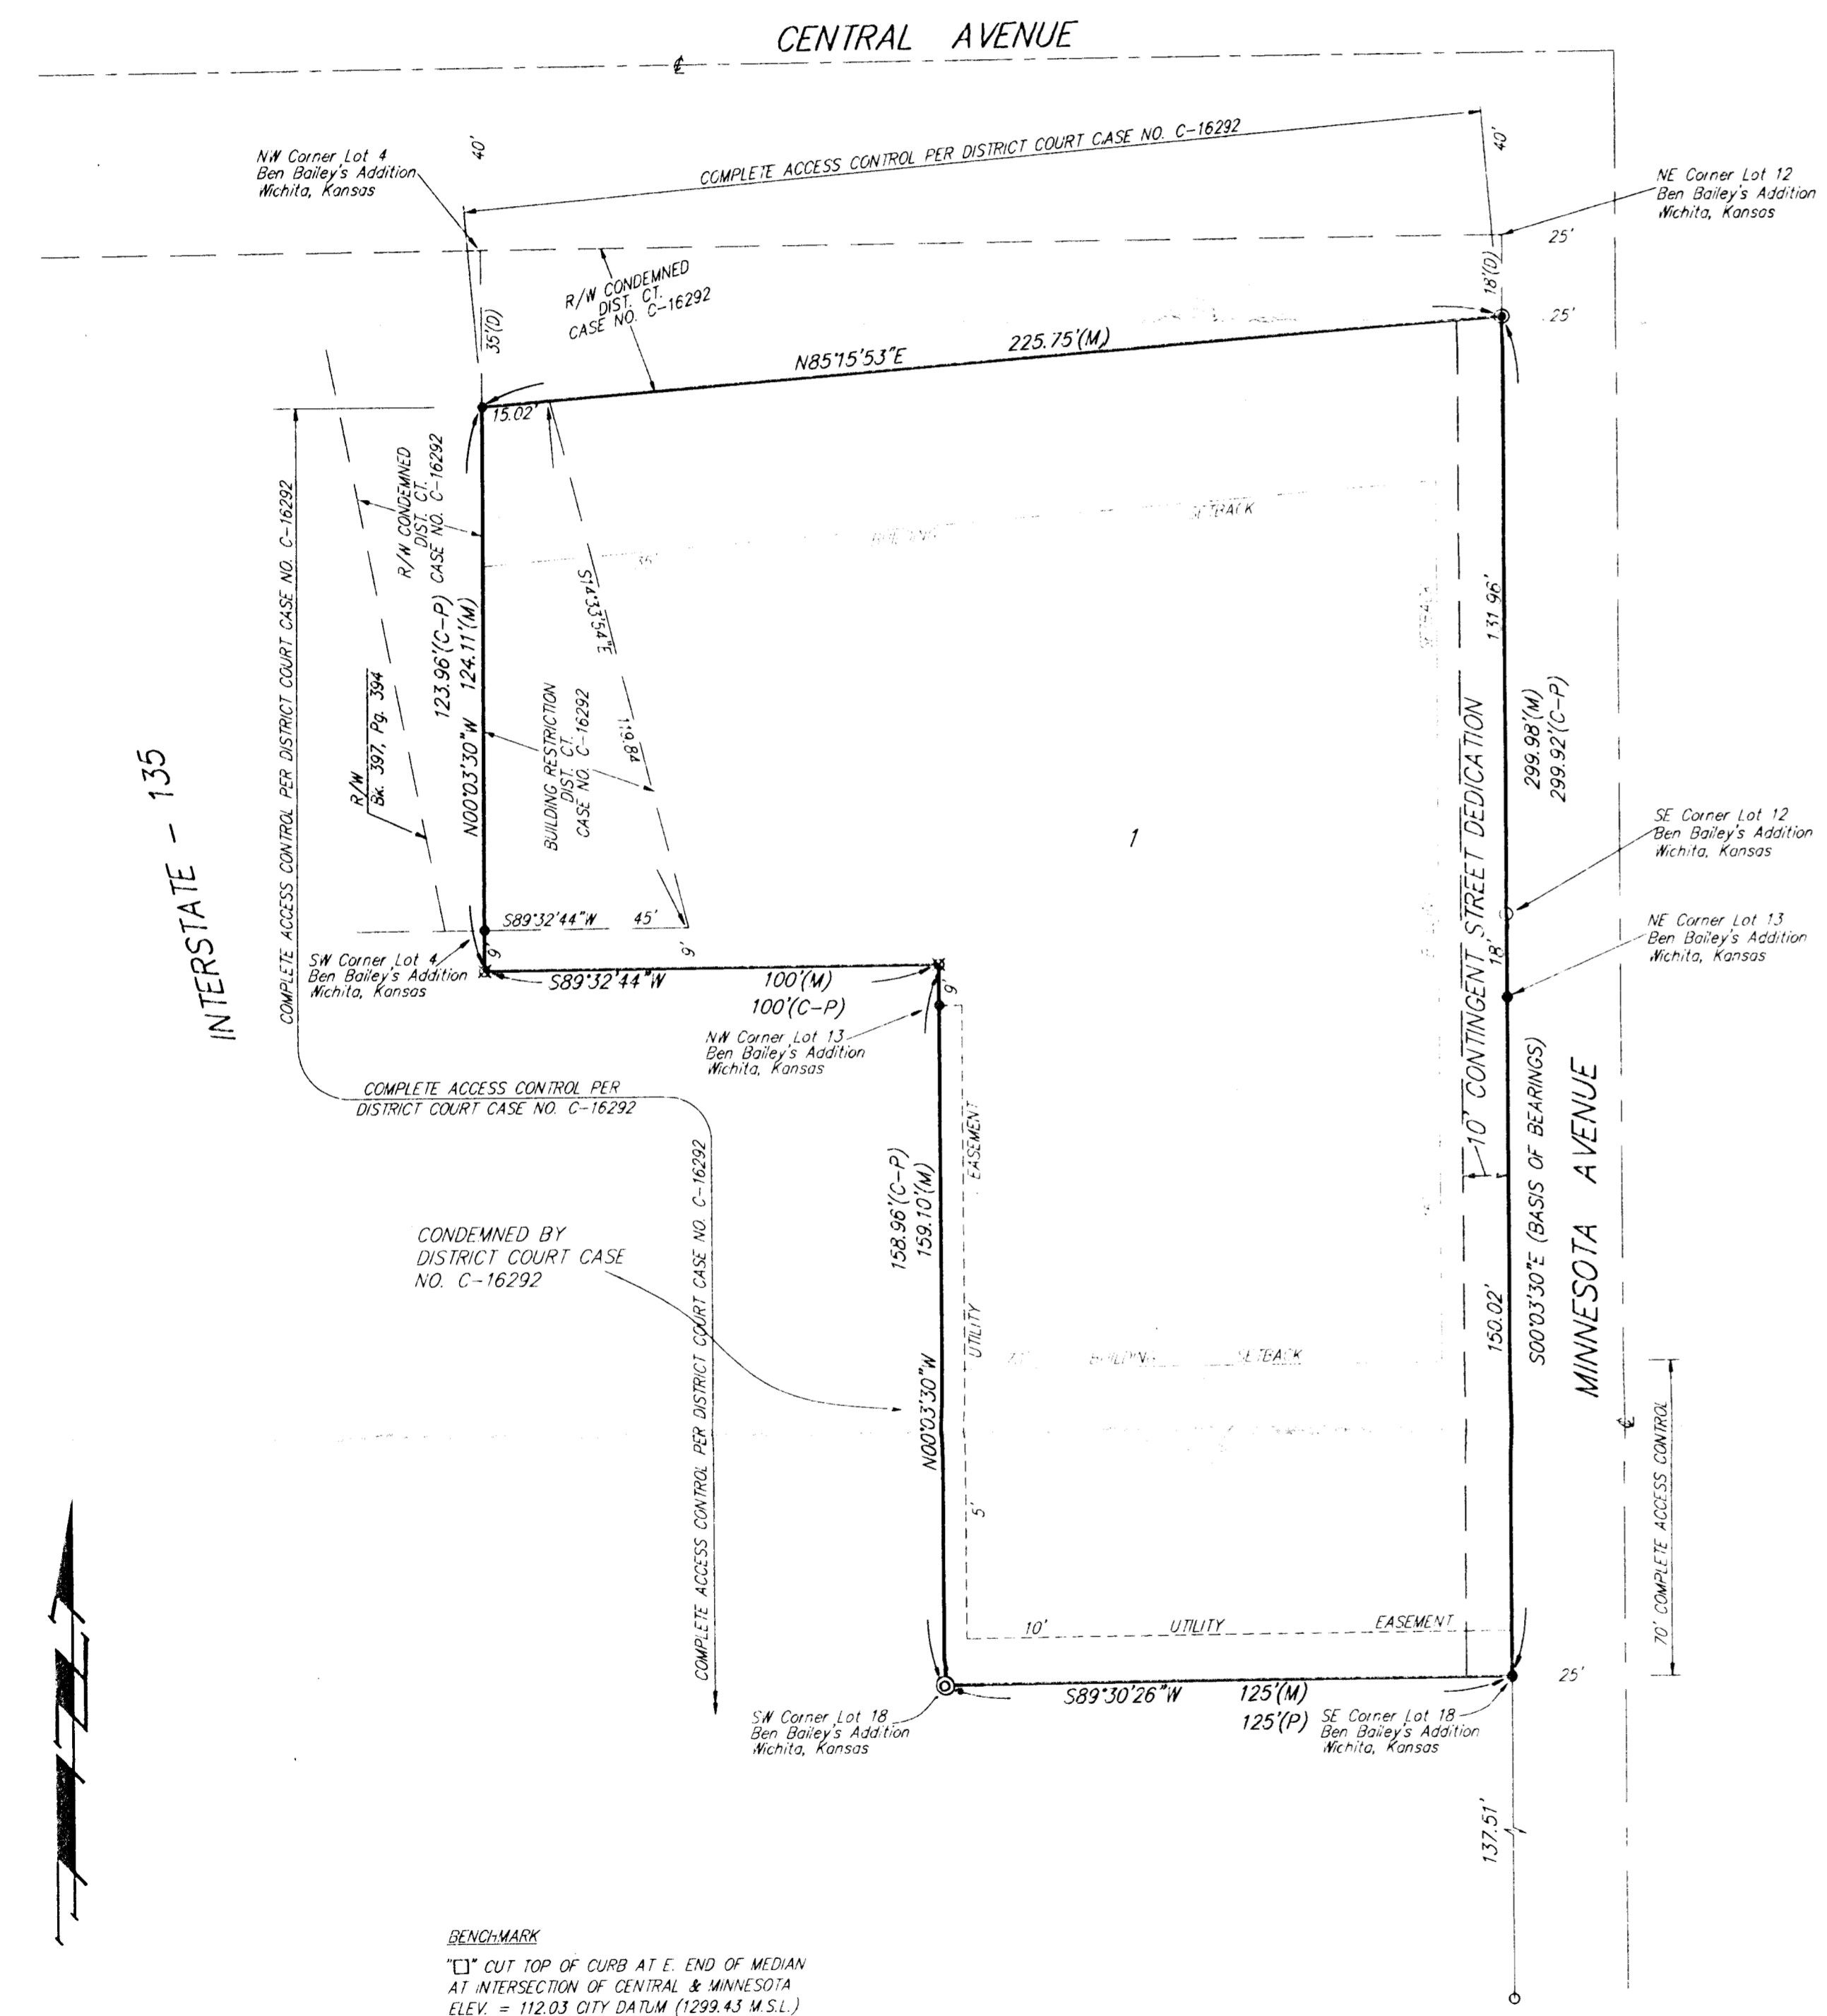 CENTRAL AVENUE
40'
40'
COMPLETE ACCESS CONTROL PER DISTRICT COURT CASE NO. C-16292
NW Corner Lot 4
Ben Bailey's Addition
Wichita, Kansas
NE Corner Lot 12
Ben Bailey's Addition
Wichita, Kansas
25'
18'(D)
25'
R/W CONDEMNED
DIST. CT.
CASE NO. C-16292
35'(D)
N85°15'53"E 225.75'(M)
15.02'
COMPLETE ACCESS CONTROL PER DISTRICT COURT CASE NO. C-16292
R/W CONDEMNED
DIST. CT.
CASE NO. C-16292
BUILDING SETBACK
35'
SETBACK
S14°33'54"E
119.84'
123.96'(C-P)
N00°03'30"W 124.11'(M)
BUILDING RESTRICTION
DIST. CT.
CASE NO. C-16292
R/W
Bk. 397, Pg. 394
INTERSTATE - 135
1
131.96'
299.98'(M)
299.92'(C-P)
10' CONTINGENT STREET DEDICATION
SE Corner Lot 12
Ben Bailey's Addition
Wichita, Kansas
18'
NE Corner Lot 13
Ben Bailey's Addition
Wichita, Kansas
S89°32'44"W 45'
9'
9'
SW Corner Lot 4
Ben Bailey's Addition
Wichita, Kansas
S89°32'44"W 100'(M)
100'(C-P)
9'
NW Corner Lot 13
Ben Bailey's Addition
Wichita, Kansas
COMPLETE ACCESS CONTROL PER
DISTRICT COURT CASE NO. C-16292
COMPLETE ACCESS CONTROL PER DISTRICT COURT CASE NO. C-16292
CONDEMNED BY
DISTRICT COURT CASE
NO. C-16292
158.96'(C-P)
159.10'(M)
N00°03'30"W
UTILITY EASEMENT
5'
BUILDING SETBACK
150.02'
S00°03'30"E (BASIS OF BEARINGS)
MINNESOTA AVENUE
70' COMPLETE ACCESS CONTROL
10' UTILITY EASEMENT
25'
S89°30'26"W 125'(M)
125'(P)
SW Corner Lot 18
Ben Bailey's Addition
Wichita, Kansas
SE Corner Lot 18
Ben Bailey's Addition
Wichita, Kansas
137.51'
BENCHMARK
"□" CUT TOP OF CURB AT E. END OF MEDIAN
AT INTERSECTION OF CENTRAL & MINNESOTA
ELEV. = 112.03 CITY DATUM (1299.43 M.S.L.)